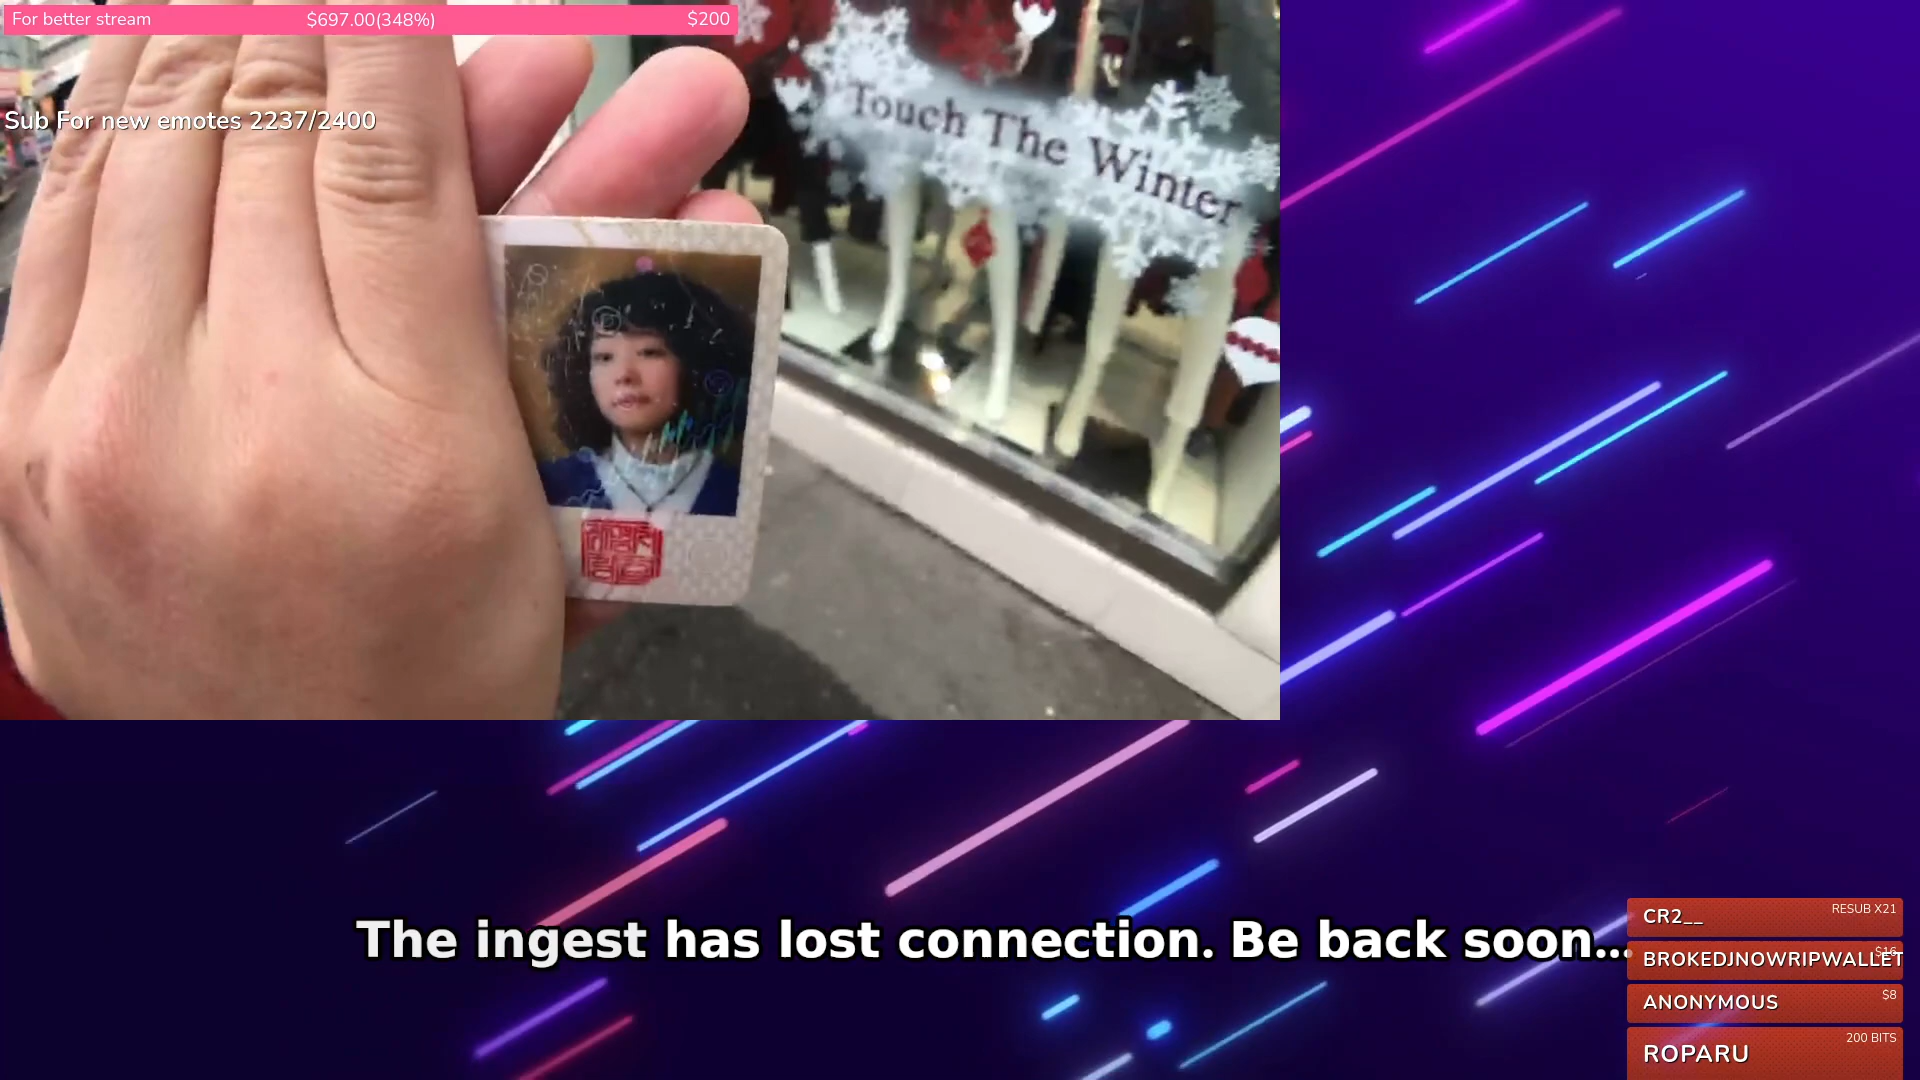 For better stream $697.00(348%) $200
Sub For new emotes 2237/2400
Touch The Winter
The ingest has lost connection. Be back soon...
CR2__ RESUB X21
BROKEDJNOWRIPWALLET $16
ANONYMOUS $8
ROPARU 200 BITS